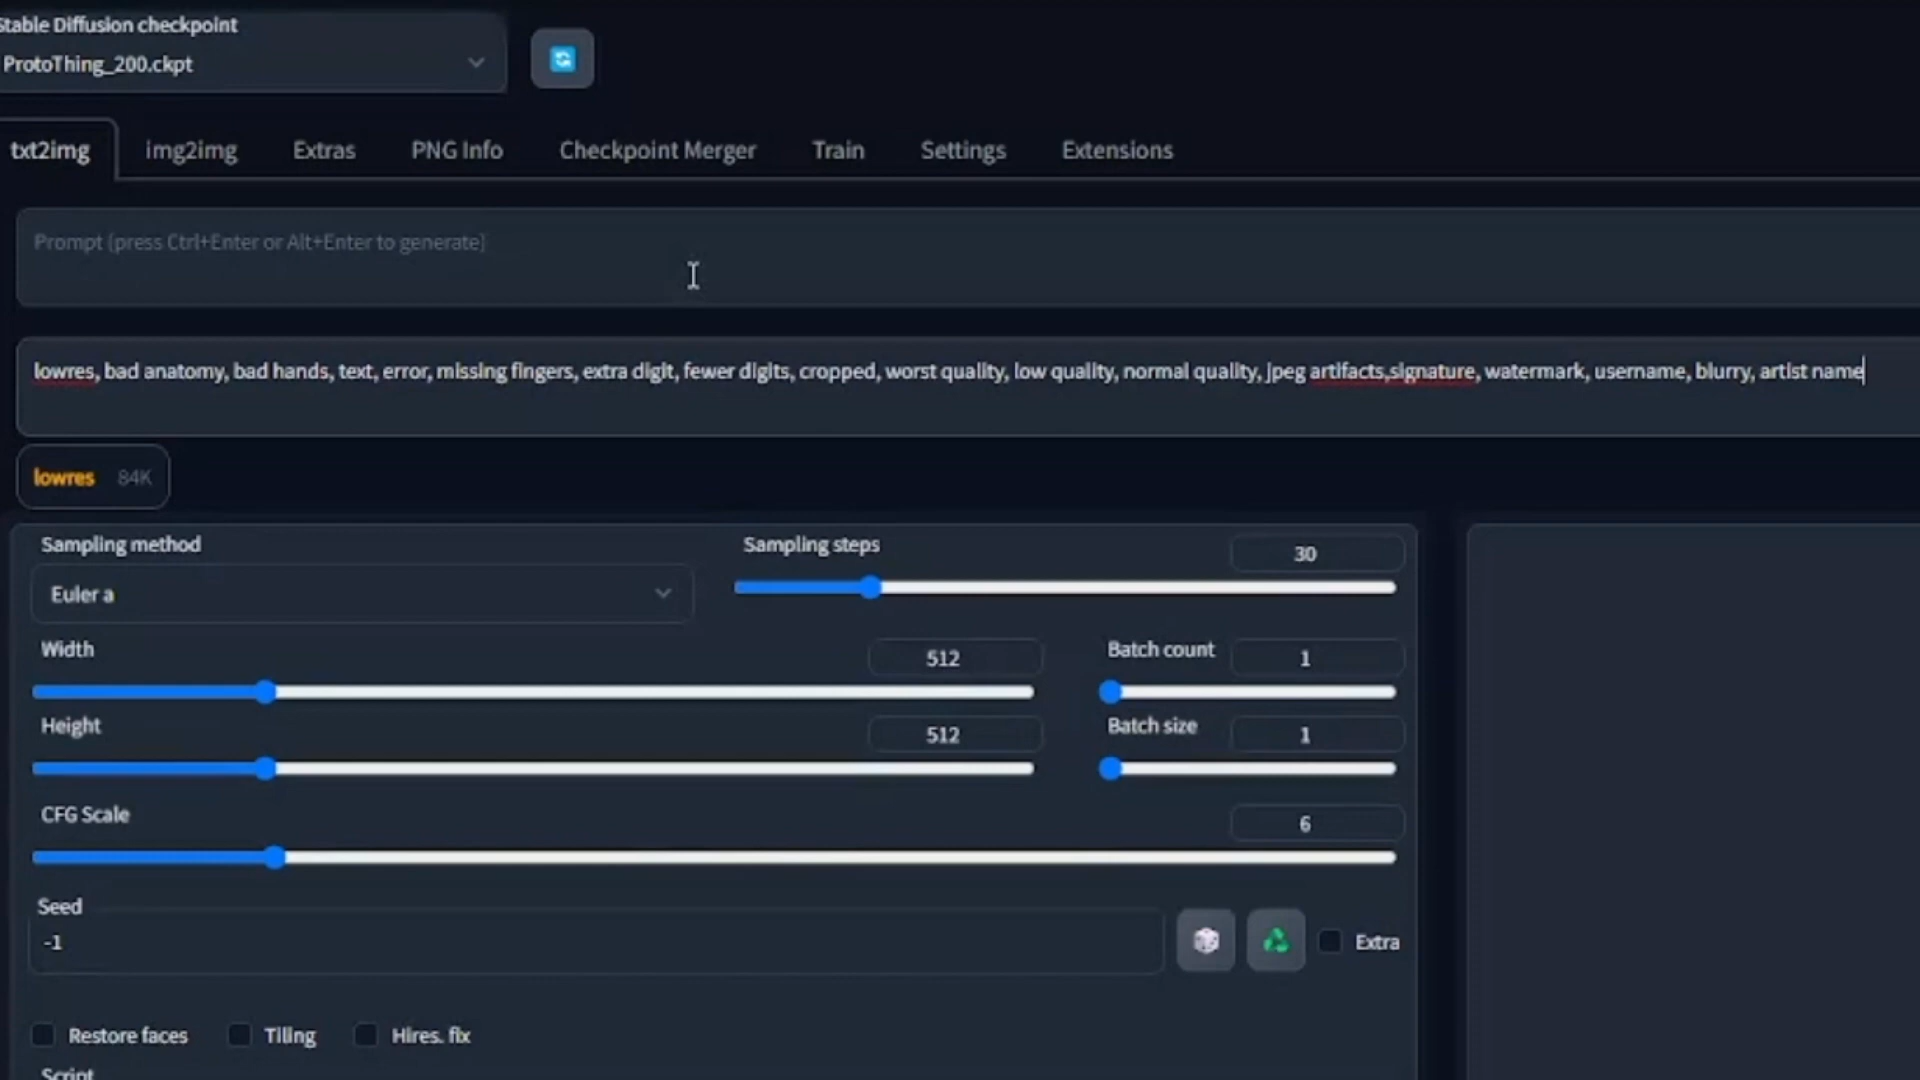 Stable Diffusion checkpoint
ProtoThing_200.ckpt
txt2img img2img Extras PNG Info Checkpoint Merger Train Settings Extensions
Prompt (press Ctrl+Enter or Alt+Enter to generate)
lowres, bad anatomy, bad hands, text, error, missing fingers, extra digit, fewer digits, cropped, worst quality, low quality, normal quality, jpeg artifacts,signature, watermark, username, blurry, artist name
lowres 84K
Sampling method Sampling steps 30
Euler a
Width 512 Batch count 1
Height 512 Batch size 1
CFG Scale 6
Seed
-1 Extra
Restore faces Tiling Hires. fix
Script